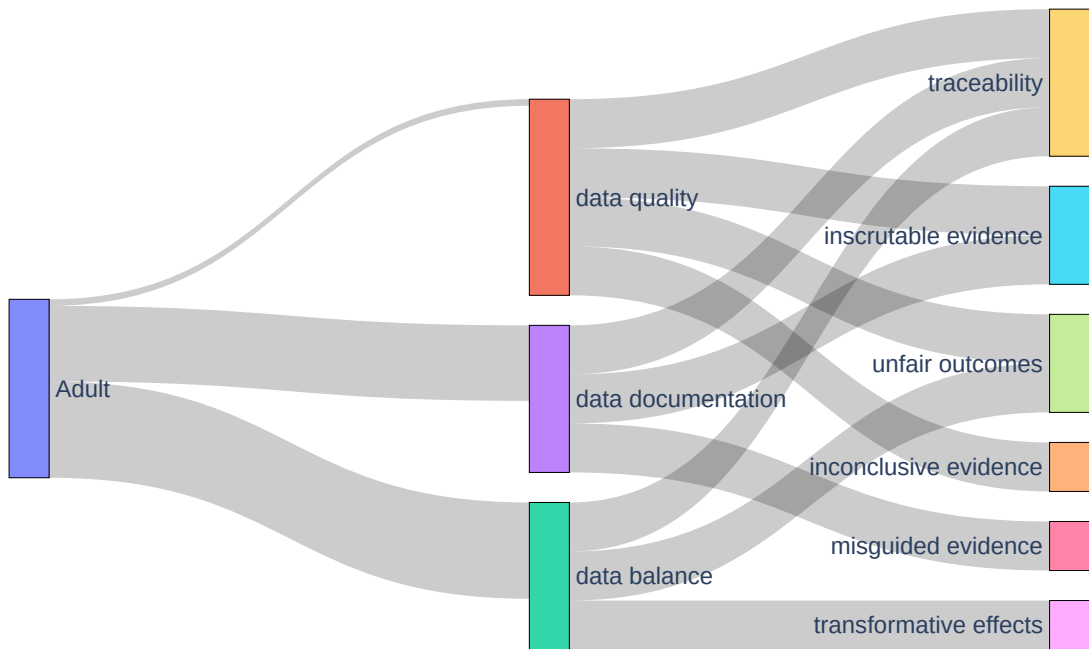 Adult
data quality
data documentation
data balance
traceability
inscrutable evidence
unfair outcomes
inconclusive evidence
misguided evidence
transformative effects